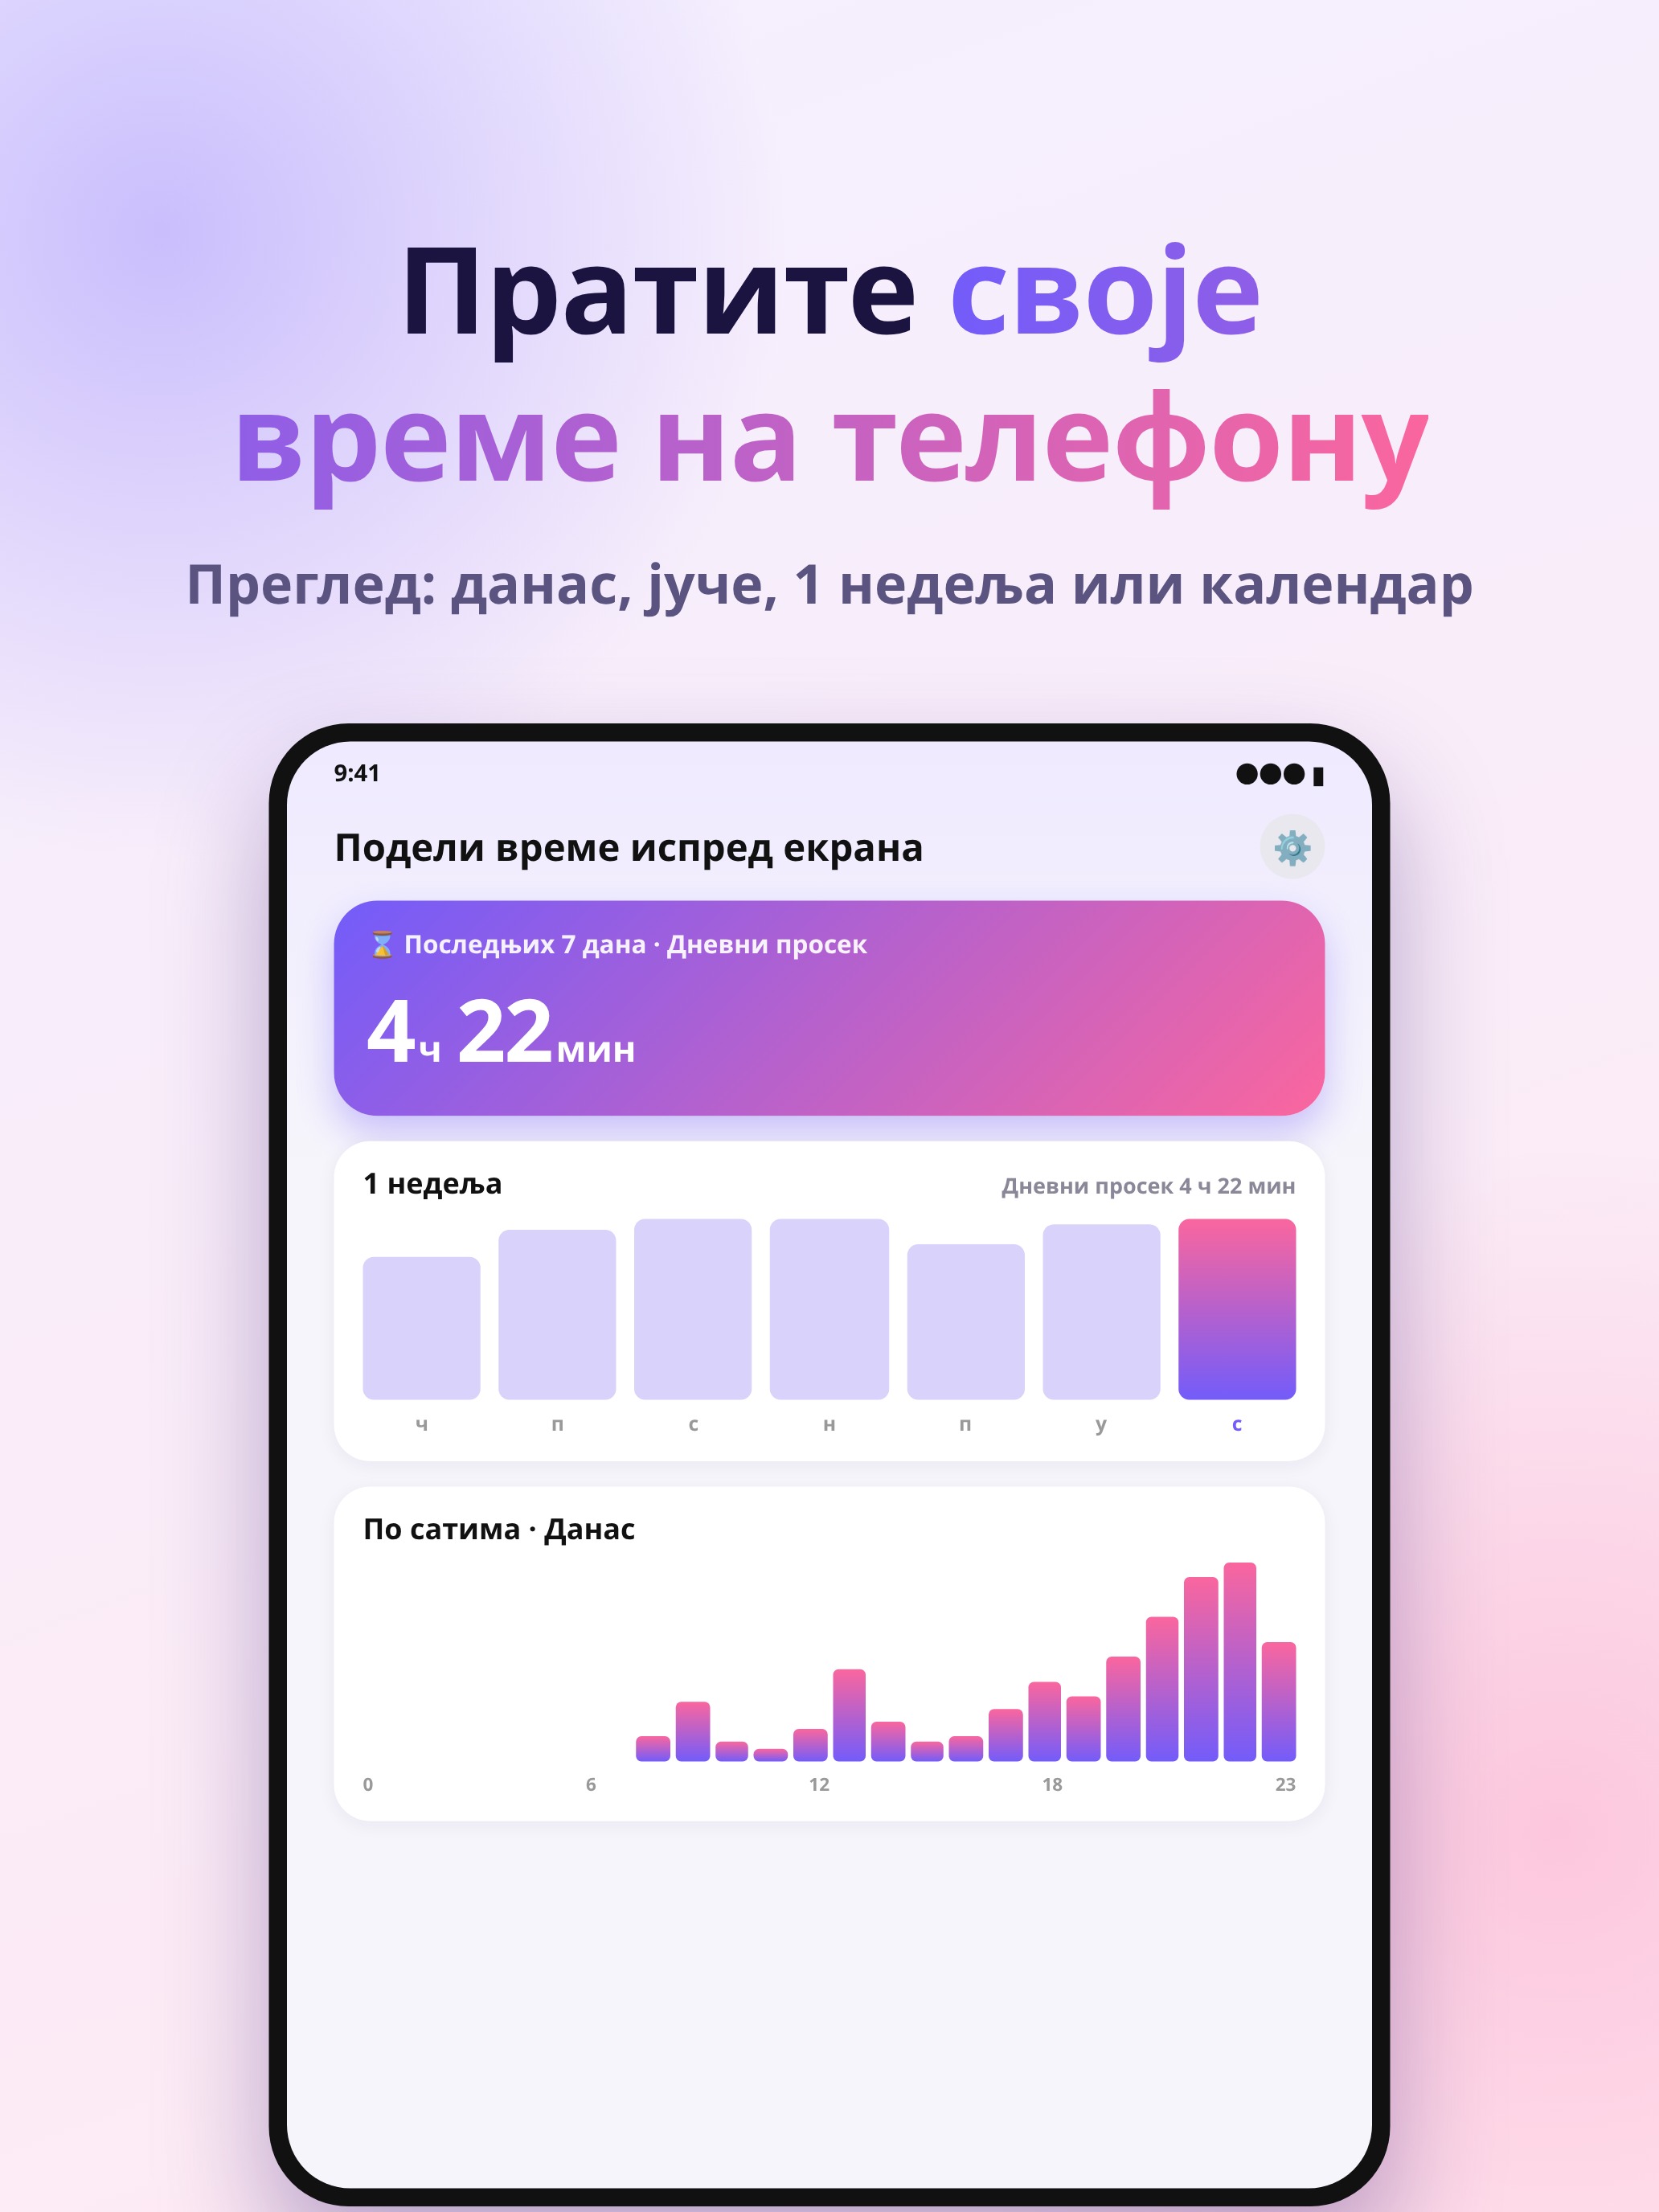 Пратите своје
време на телефону
Преглед: данас, јуче, 1 недеља или календар
9:41
Подели време испред екрана
⌛ Последњих 7 дана · Дневни просек
4ч 22мин
1 недеља
Дневни просек 4 ч 22 мин
ч п с н п у с
По сатима · Данас
0 6 12 18 23